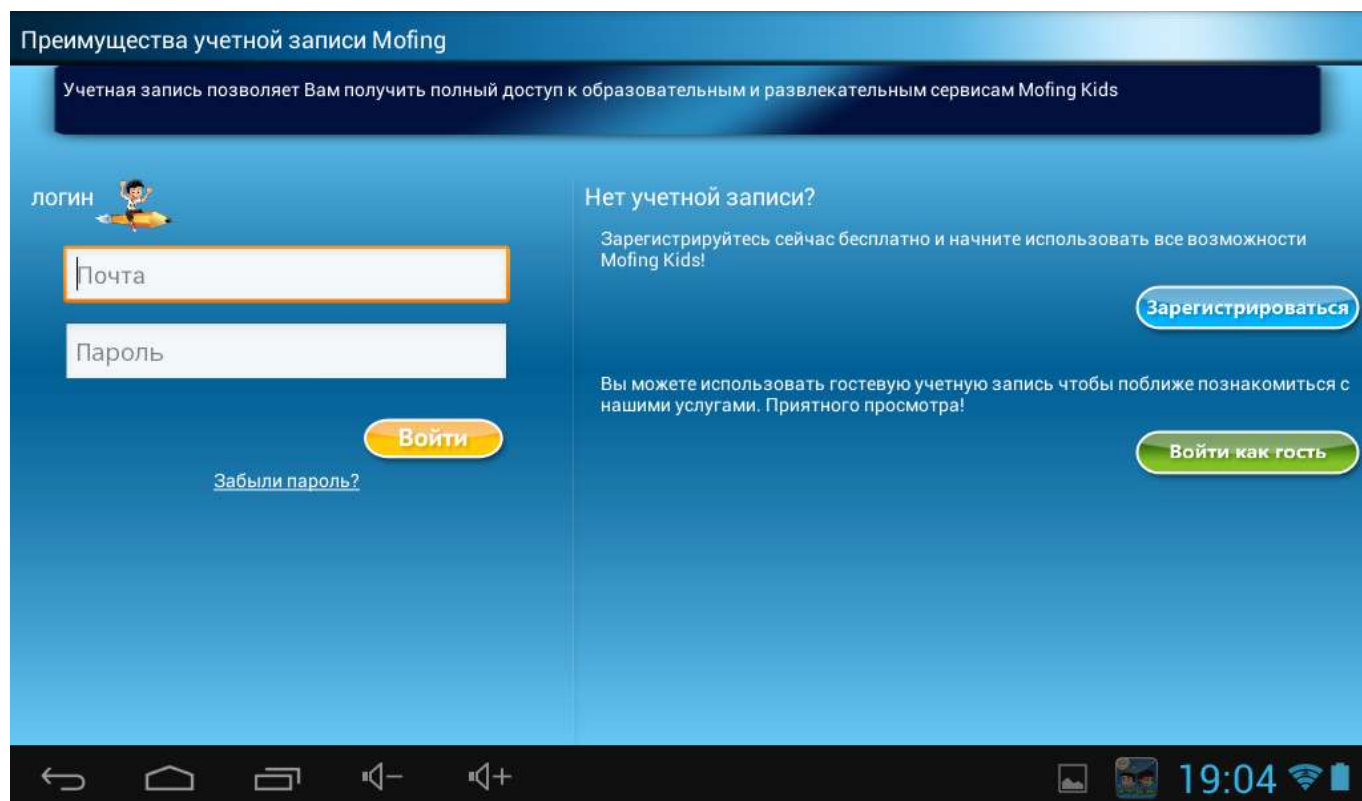 Преимущества учетной записи Mofing
Учетная запись позволяет Вам получить полный доступ к образовательным и развлекательным сервисам Mofing Kids
логин
Почта
Пароль
Войти
Забыли пароль?
Нет учетной записи?
Зарегистрируйтесь сейчас бесплатно и начните использовать все возможности
Mofing Kids!
Зарегистрироваться
Вы можете использовать гостевую учетную запись чтобы поближе познакомиться с
нашими услугами. Приятного просмотра!
Войти как гость
19:04